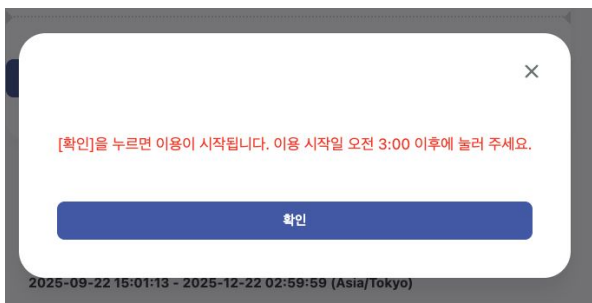 [확인]을 누르면 이용이 시작됩니다. 이용 시작일 오전 3:00 이후에 눌러 주세요.
확인
2025-09-22 15:01:13 - 2025-12-22 02:59:59 (Asia/Tokyo)